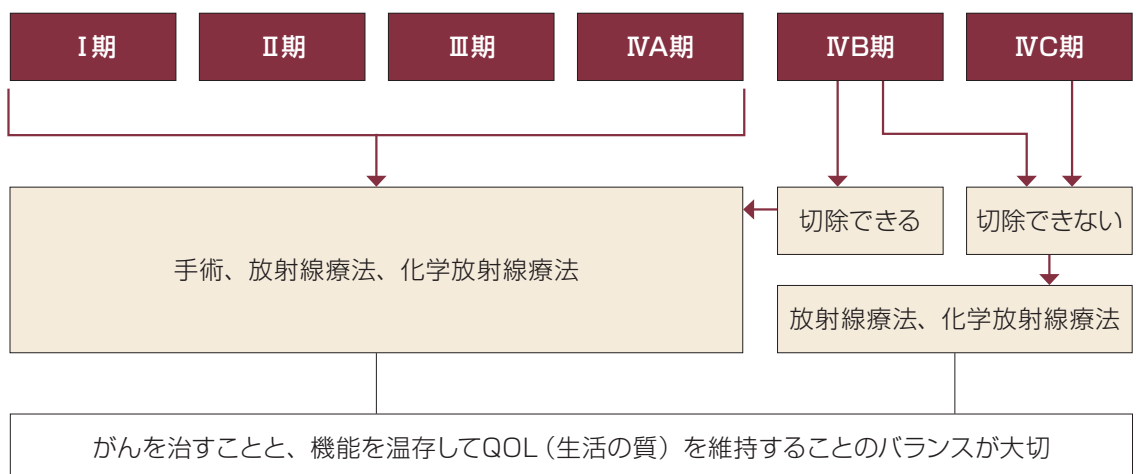 Ⅰ期
Ⅱ期
Ⅲ期
ⅣA期
ⅣB期
ⅣC期
切除できる
切除できない
手術、放射線療法、化学放射線療法
放射線療法、化学放射線療法
がんを治すことと、機能を温存してQOL（生活の質）を維持することのバランスが大切